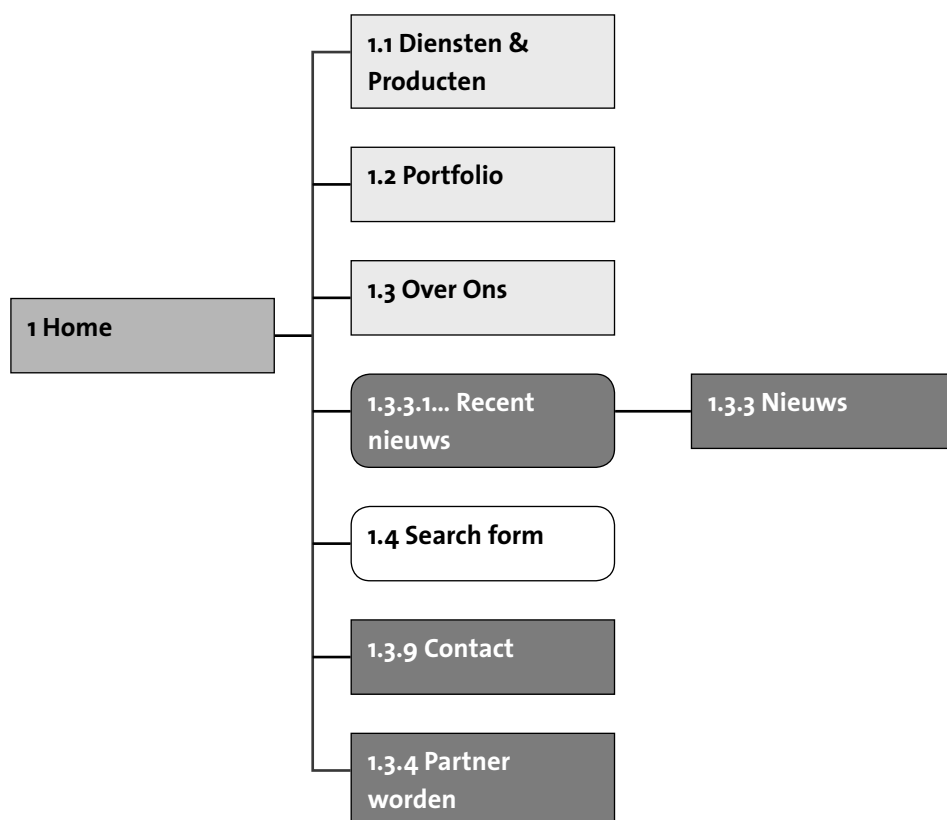 1.1 Diensten &
Producten
1.2 Portfolio
1.3 Over Ons
1 Home
1.3.3.1... Recent
nieuws
1.3.3 Nieuws
1.4 Search form
1.3.9 Contact
1.3.4 Partner
worden